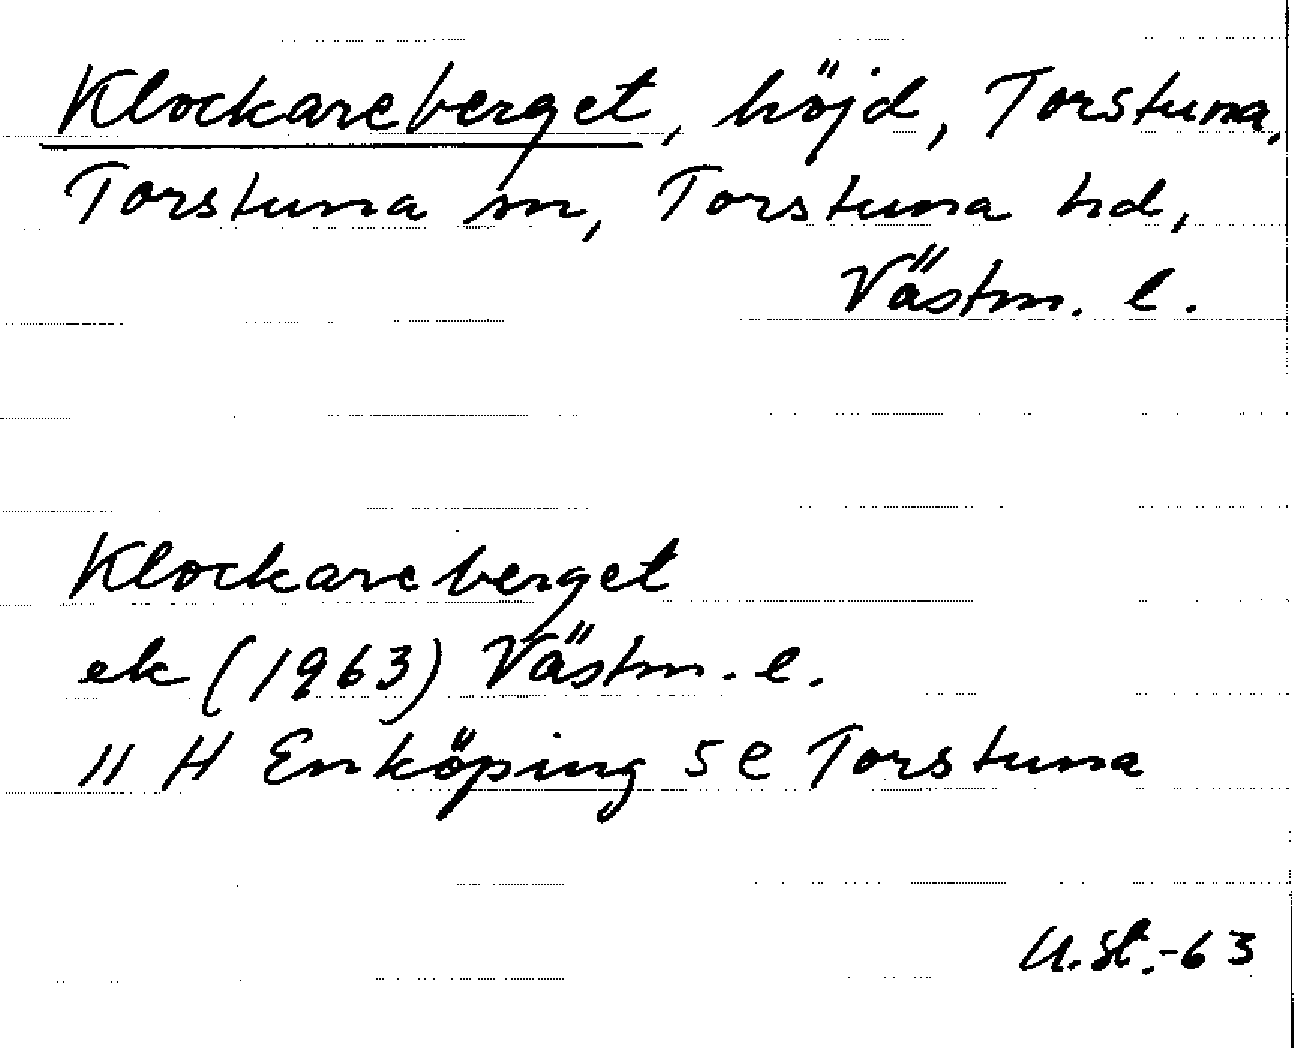 Klockareberget, höjd, Torstuna,
Torstuna sn, Torstuna hd,
Västm. l.
Klockareberget
ek (1963) Västm. l.
11 H Enköping 5 e Torstuna
U.St.-63